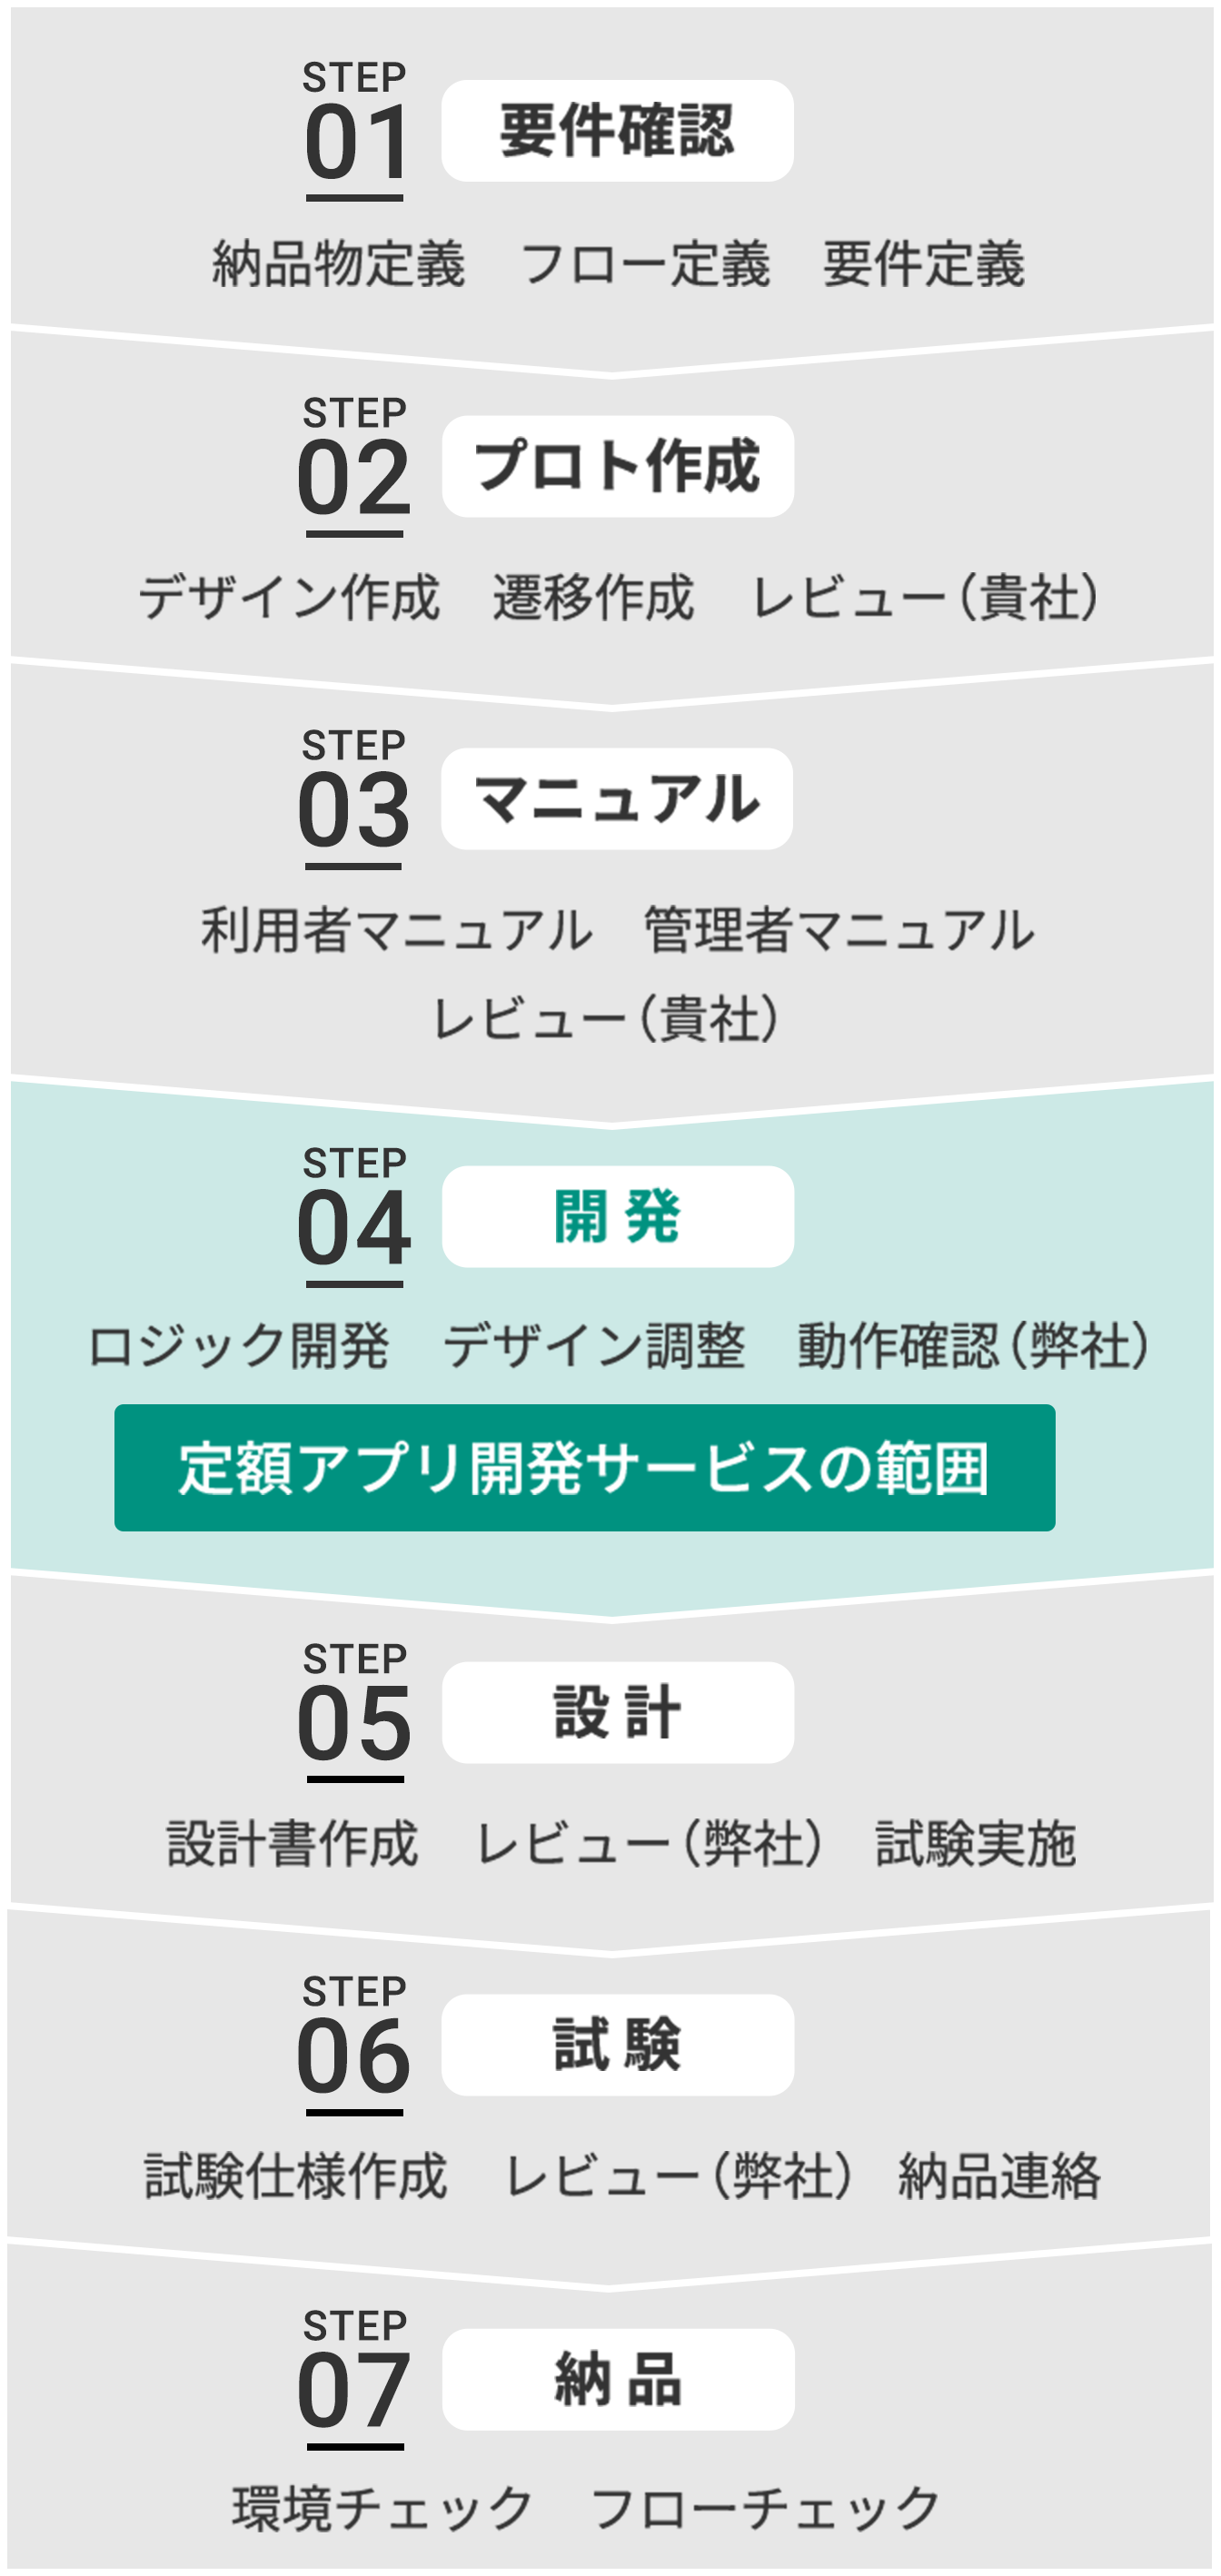 STEP
01
要件確認
納品物定義　フロー定義　要件定義
STEP
02
プロト作成
デザイン作成　遷移作成　レビュー（貴社）
STEP
03
マニュアル
利用者マニュアル　管理者マニュアル
レビュー（貴社）
STEP
04
開 発
ロジック開発　デザイン調整　動作確認（弊社）
定額アプリ開発サービスの範囲
STEP
05
設 計
設計書作成　レビュー（弊社）　試験実施
STEP
06
試 験
試験仕様作成　レビュー（弊社）　納品連絡
STEP
07
納 品
環境チェック　フローチェック